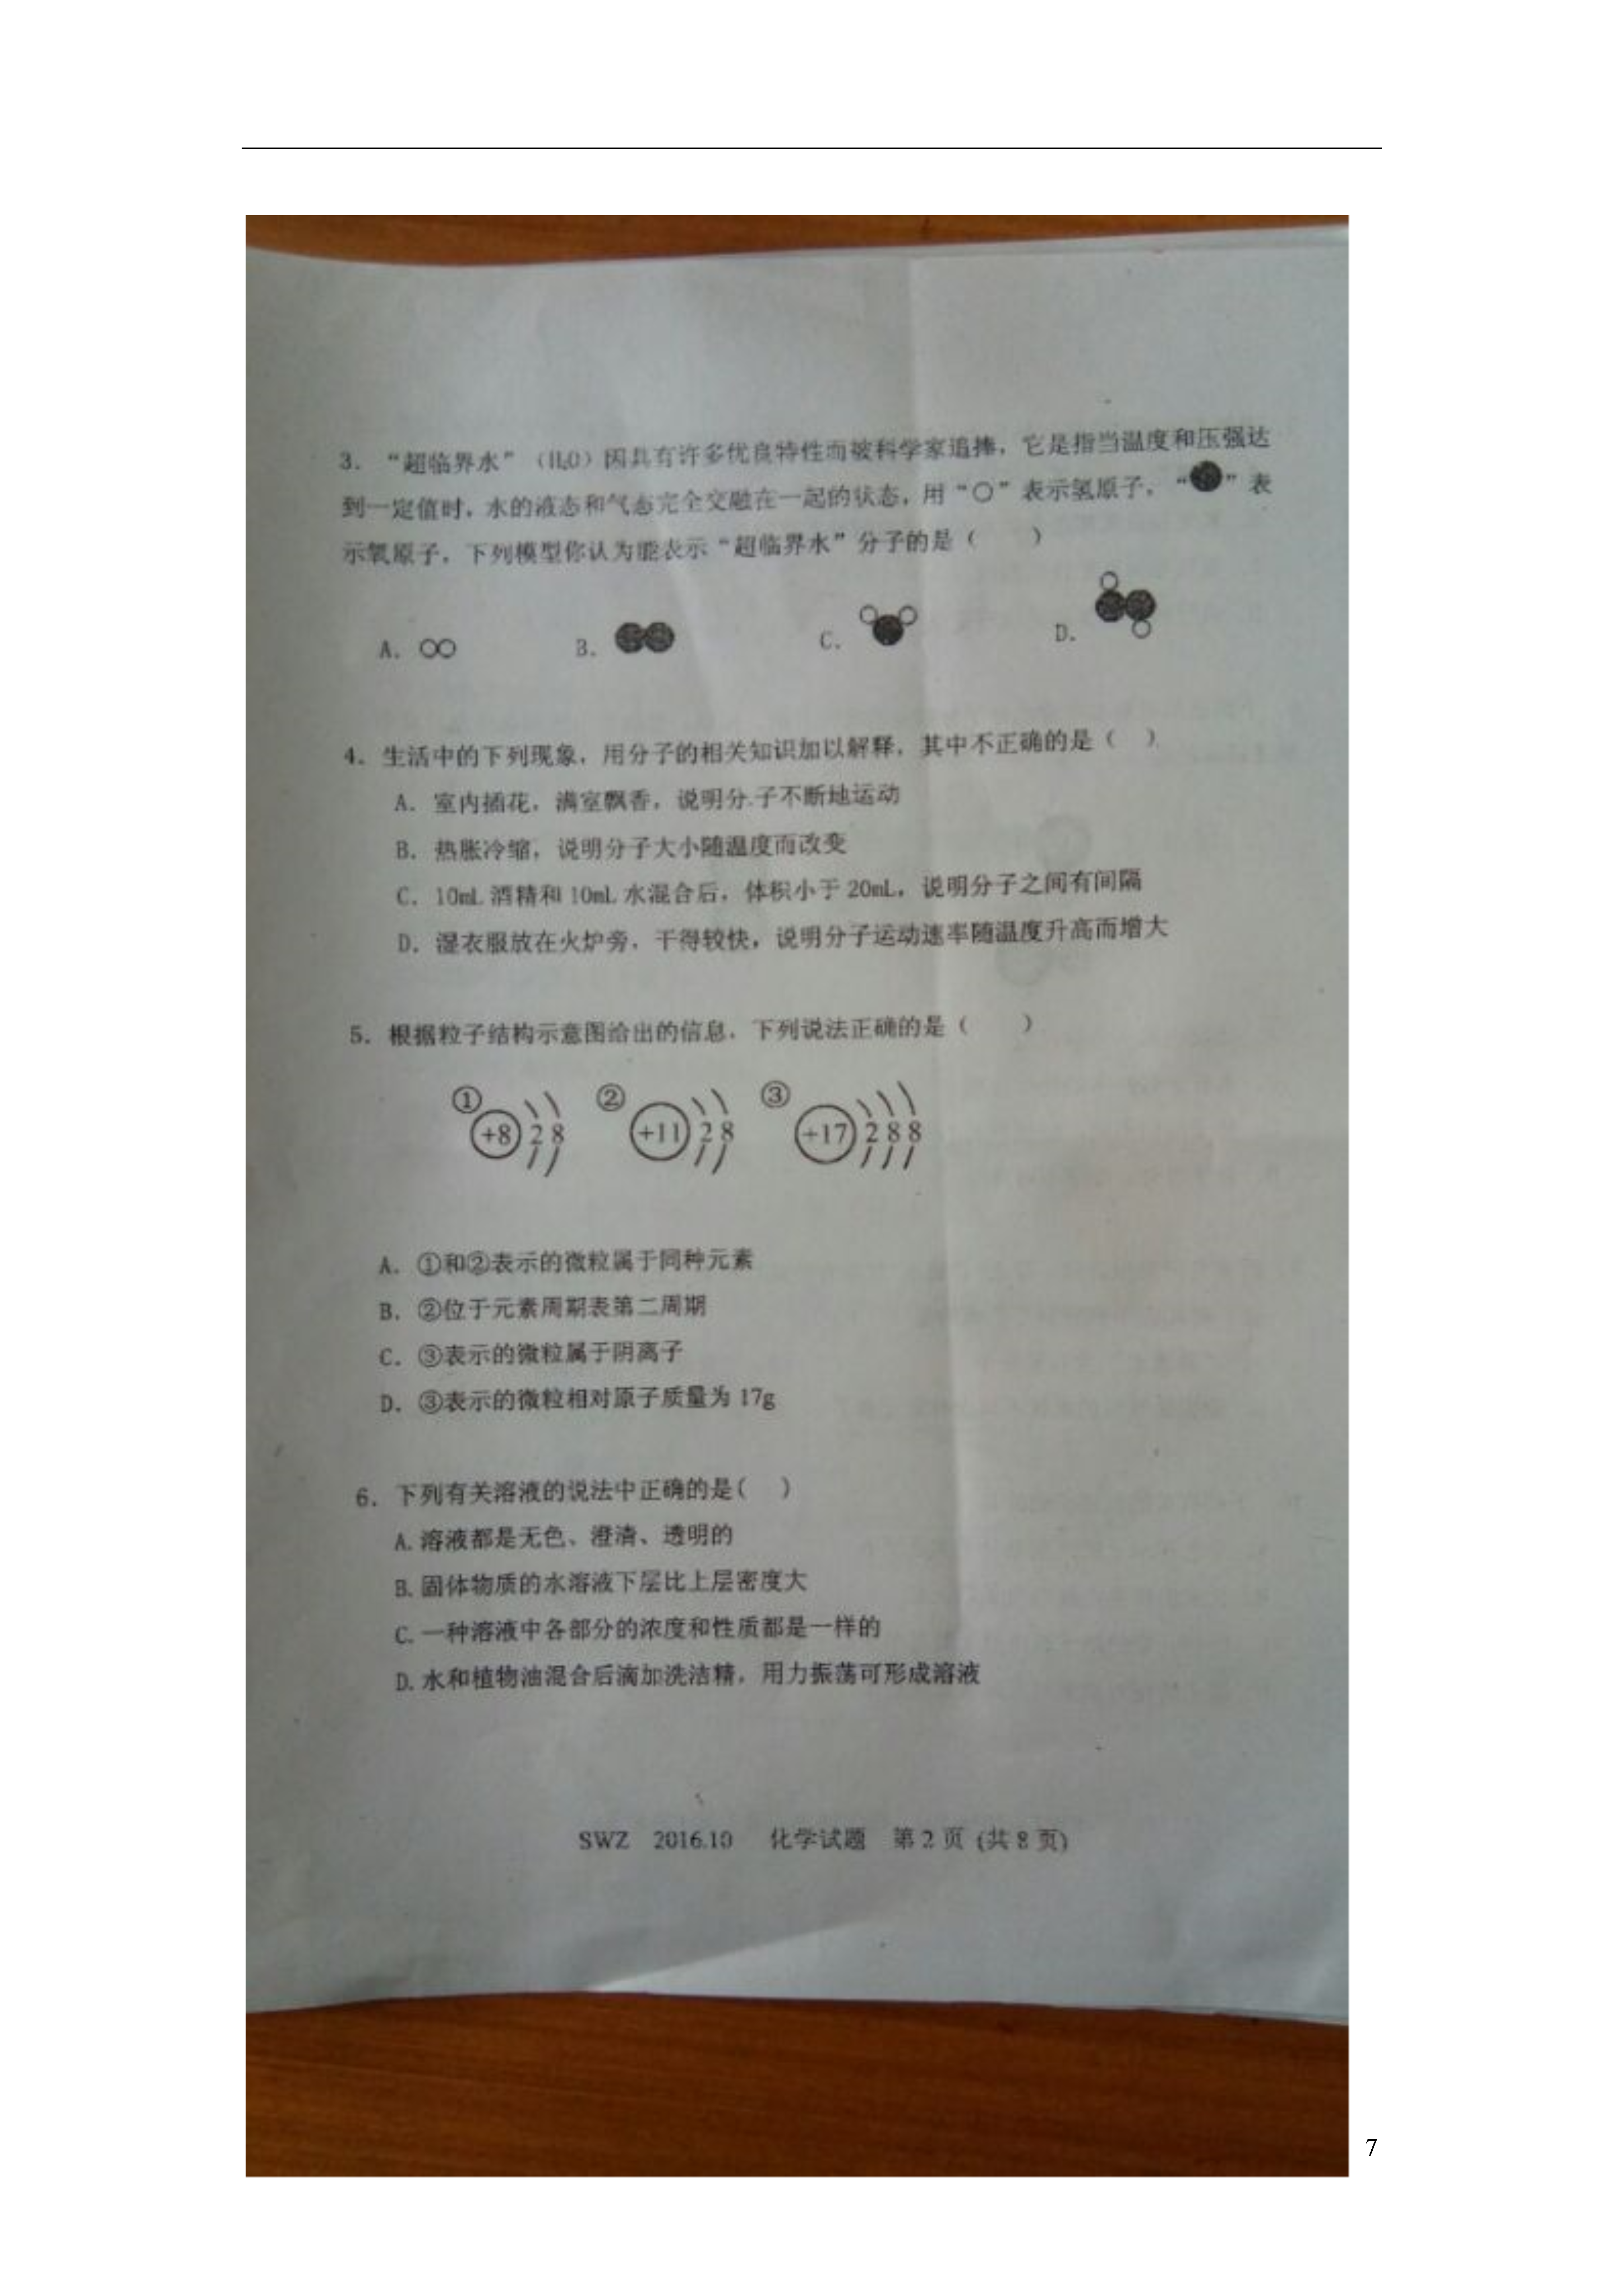 3. “超临界水”（H₂O）因具有许多优良特性而被科学家追捧，它是指当温度和压强达
到一定值时，水的液态和气态完全交融在一起的状态，用“○”表示氢原子，“●”表
示氧原子，下列模型你认为能表示“超临界水”分子的是（ ）
A. B. C. D.
4. 生活中的下列现象，用分子的相关知识加以解释，其中不正确的是（ ）
A. 室内插花，满室飘香，说明分子不断地运动
B. 热胀冷缩，说明分子大小随温度而改变
C. 10mL酒精和10mL水混合后，体积小于20mL，说明分子之间有间隔
D. 湿衣服放在火炉旁，干得较快，说明分子运动速率随温度升高而增大
5. 根据粒子结构示意图给出的信息，下列说法正确的是（ ）
① +8 2 8 ② +11 2 8 ③ +17 2 8 8
A. ①和②表示的微粒属于同种元素
B. ②位于元素周期表第二周期
C. ③表示的微粒属于阴离子
D. ③表示的微粒相对原子质量为17g
6. 下列有关溶液的说法中正确的是( )
A. 溶液都是无色、澄清、透明的
B. 固体物质的水溶液下层比上层密度大
C. 一种溶液中各部分的浓度和性质都是一样的
D. 水和植物油混合后滴加洗洁精，用力振荡可形成溶液
SWZ 2016.10 化学试题 第2页 (共8页)
7